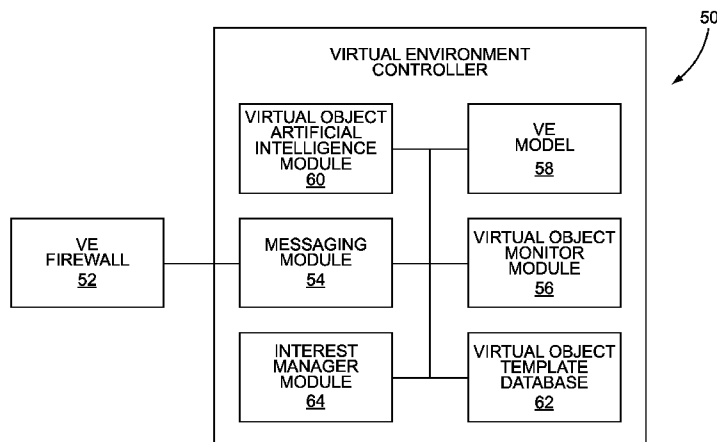 50
VIRTUAL ENVIRONMENT
CONTROLLER
VIRTUAL OBJECT
ARTIFICIAL
INTELLIGENCE
MODULE
60
VE
MODEL
58
VE
FIREWALL
52
MESSAGING
MODULE
54
VIRTUAL OBJECT
MONITOR
MODULE
56
INTEREST
MANAGER
MODULE
64
VIRTUAL OBJECT
TEMPLATE
DATABASE
62